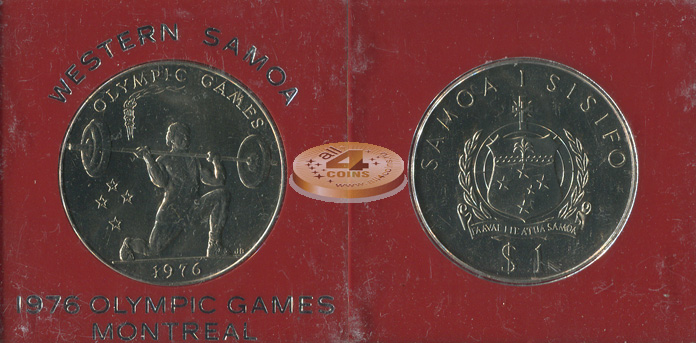 WESTERN SAMOA
OLYMPIC GAMES
1976
1976 OLYMPIC GAMES
MONTREAL
all
4
COINS
SAMOA I SISIFO
FAAVAE I LE ATUA SAMOA
$1